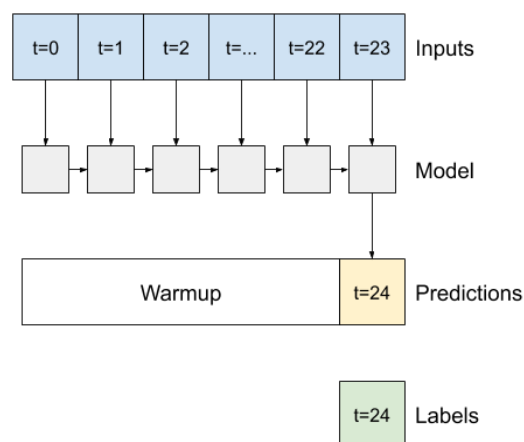 t=0 t=1 t=2 t=... t=22 t=23 Inputs
Model
Warmup t=24 Predictions
t=24 Labels